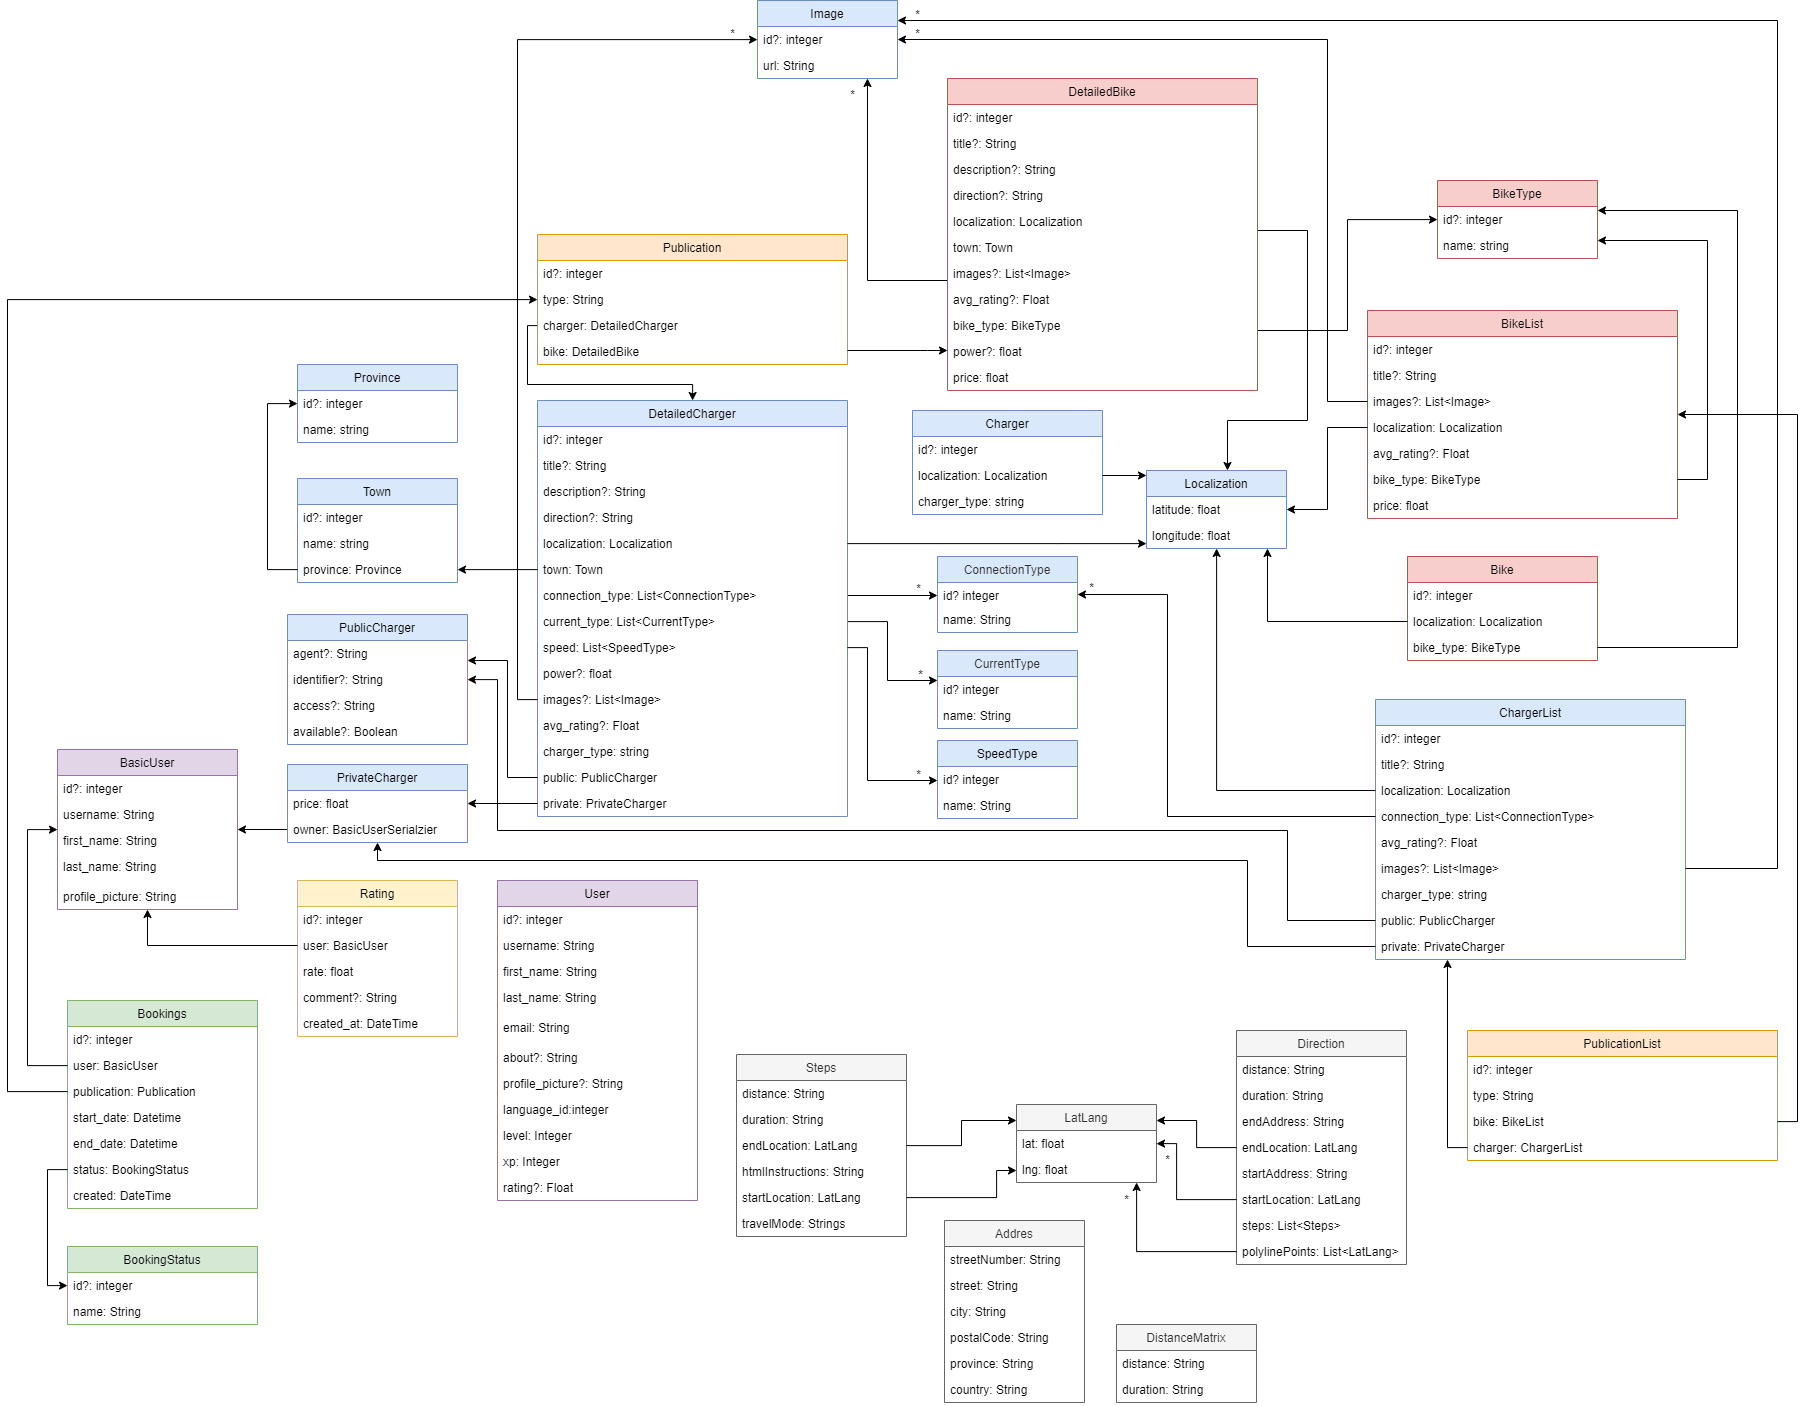 Image
id?: integer
url: String
*
*
*
*
DetailedBike
id?: integer
title?: String
description?: String
direction?: String
localization: Localization
town: Town
images?: List<Image>
avg_rating?: Float
bike_type: BikeType
power?: float
price: float
BikeType
id?: integer
name: string
Publication
id?: integer
type: String
charger: DetailedCharger
bike: DetailedBike
BikeList
id?: integer
title?: String
images?: List<Image>
localization: Localization
avg_rating?: Float
bike_type: BikeType
price: float
Province
id?: integer
name: string
DetailedCharger
id?: integer
title?: String
description?: String
direction?: String
localization: Localization
town: Town
connection_type: List<ConnectionType>
current_type: List<CurrentType>
speed: List<SpeedType>
power?: float
images?: List<Image>
avg_rating?: Float
charger_type: string
public: PublicCharger
private: PrivateCharger
Charger
id?: integer
localization: Localization
charger_type: string
Localization
latitude: float
longitude: float
Town
id?: integer
name: string
province: Province
ConnectionType
id? integer
name: String
*
*
Bike
id?: integer
localization: Localization
bike_type: BikeType
PublicCharger
agent?: String
identifier?: String
access?: String
available?: Boolean
CurrentType
id? integer
name: String
*
SpeedType
id? integer
name: String
*
ChargerList
id?: integer
title?: String
localization: Localization
connection_type: List<ConnectionType>
avg_rating?: Float
images?: List<Image>
charger_type: string
public: PublicCharger
private: PrivateCharger
BasicUser
id?: integer
username: String
first_name: String
last_name: String
profile_picture: String
PrivateCharger
price: float
owner: BasicUserSerialzier
Rating
id?: integer
user: BasicUser
rate: float
comment?: String
created_at: DateTime
User
id?: integer
username: String
first_name: String
last_name: String
email: String
about?: String
profile_picture?: String
language_id:integer
level: Integer
xp: Integer
rating?: Float
Bookings
id?: integer
user: BasicUser
publication: Publication
start_date: Datetime
end_date: Datetime
status: BookingStatus
created: DateTime
BookingStatus
id?: integer
name: String
Steps
distance: String
duration: String
endLocation: LatLang
htmlInstructions: String
startLocation: LatLang
travelMode: Strings
LatLang
lat: float
lng: float
*
*
Direction
distance: String
duration: String
endAddress: String
endLocation: LatLang
startAddress: String
startLocation: LatLang
steps: List<Steps>
polylinePoints: List<LatLang>
PublicationList
id?: integer
type: String
bike: BikeList
charger: ChargerList
Addres
streetNumber: String
street: String
city: String
postalCode: String
province: String
country: String
DistanceMatrix
distance: String
duration: String